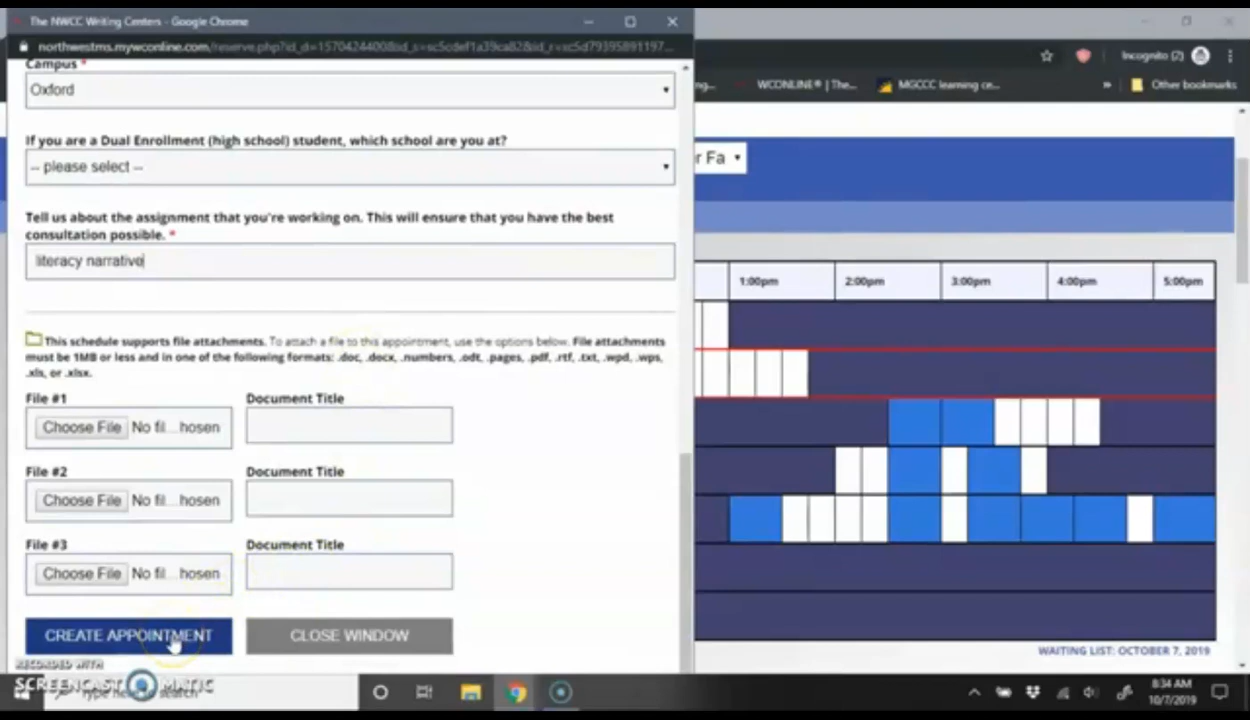 The NWCC Writing Centers - Google Chrome
Incognito (2)
WCONLINE® | The...
MGCCC learning ce...
Other bookmarks
Campus *
Oxford
r Fa
If you are a Dual Enrollment (high school) student, which school are you at?
-- please select --
Tell us about the assignment that you're working on. This will ensure that you have the best
consultation possible. *
literacy narrative
1:00pm 2:00pm 3:00pm 4:00pm 5:00pm
This schedule supports file attachments. To attach a file to this appointment, use the options below. File attachments
must be 1MB or less and in one of the following formats: .doc, .docx, .numbers, .odt, .pages, .pdf, .rtf, .txt, .wpd, .wps,
.xls, or .xlsx.
File #1 Document Title
Choose File No fil...hosen
File #2 Document Title
Choose File No fil...hosen
File #3 Document Title
Choose File No fil...hosen
CREATE APPOINTMENT CLOSE WINDOW
WAITING LIST: OCTOBER 7, 2019
RECORDED WITH
SCREENCAST MATIC
Type here to search
8:34 AM
10/7/2019